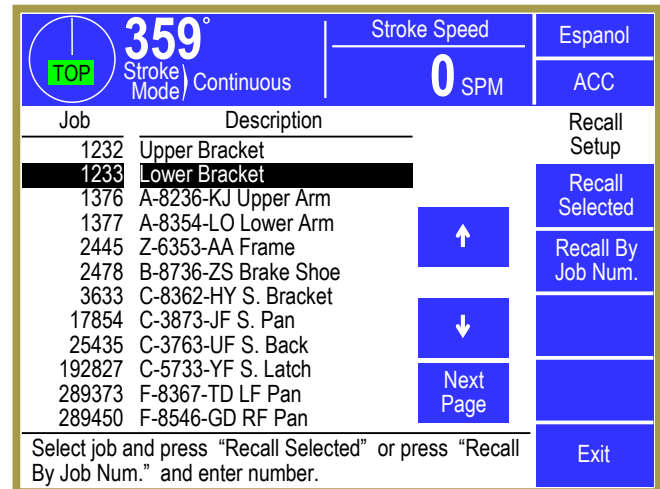 TOP
359°
Stroke Mode) Continuous
Stroke Speed
0 SPM
Espanol
ACC
Job Description
1232 Upper Bracket
1233 Lower Bracket
1376 A-8236-KJ Upper Arm
1377 A-8354-LO Lower Arm
2445 Z-6353-AA Frame
2478 B-8736-ZS Brake Shoe
3633 C-8362-HY S. Bracket
17854 C-3873-JF S. Pan
25435 C-3763-UF S. Back
192827 C-5733-YF S. Latch
289373 F-8367-TD LF Pan
289450 F-8546-GD RF Pan
↑
↓
Next
Page
Recall
Setup
Recall
Selected
Recall By
Job Num.
Select job and press “Recall Selected” or press “Recall
By Job Num.” and enter number.
Exit